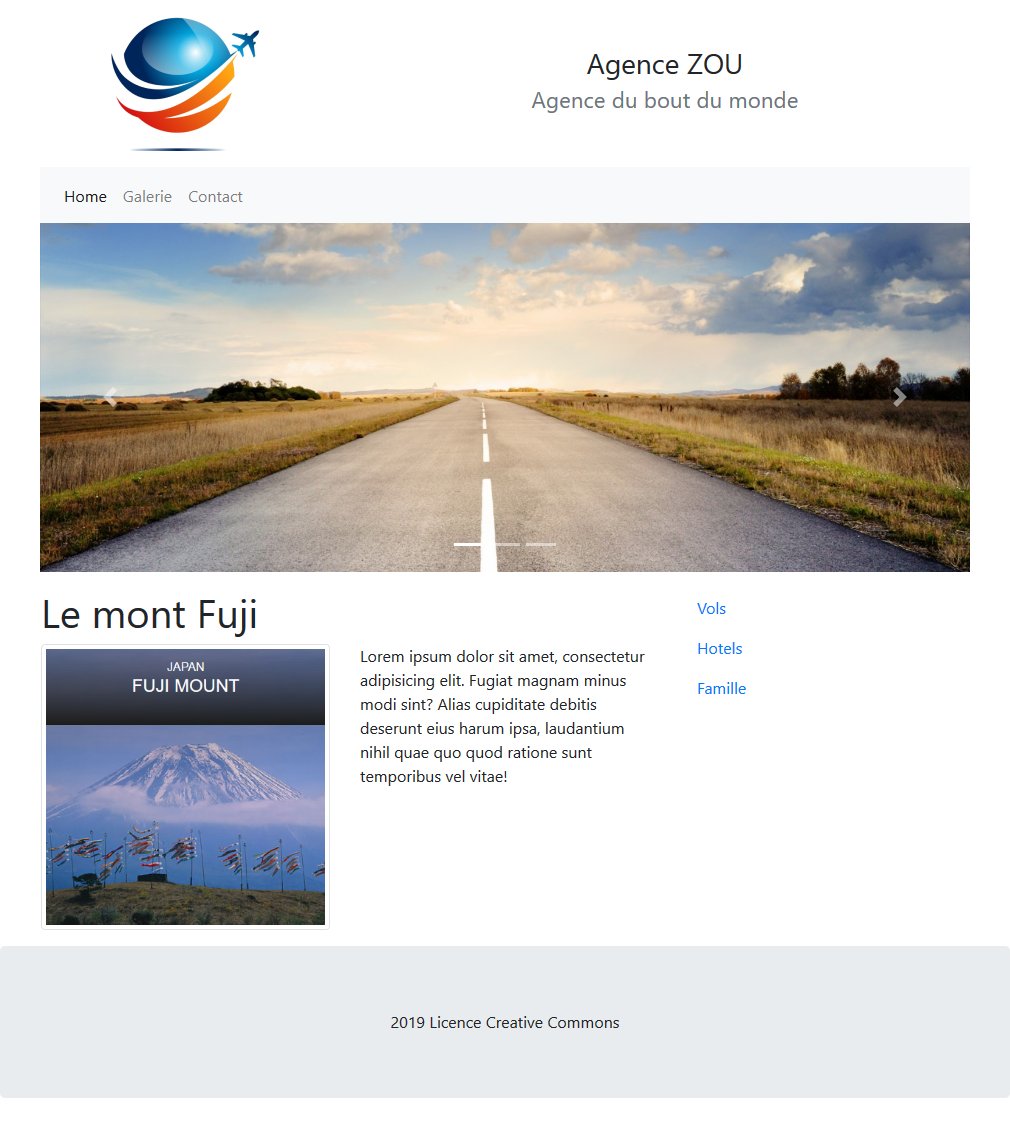 Agence ZOU
Agence du bout du monde
Home Galerie Contact
Le mont Fuji
JAPAN
FUJI MOUNT
Lorem ipsum dolor sit amet, consectetur
adipisicing elit. Fugiat magnam minus
modi sint? Alias cupiditate debitis
deserunt eius harum ipsa, laudantium
nihil quae quo quod ratione sunt
temporibus vel vitae!
Vols
Hotels
Famille
2019 Licence Creative Commons